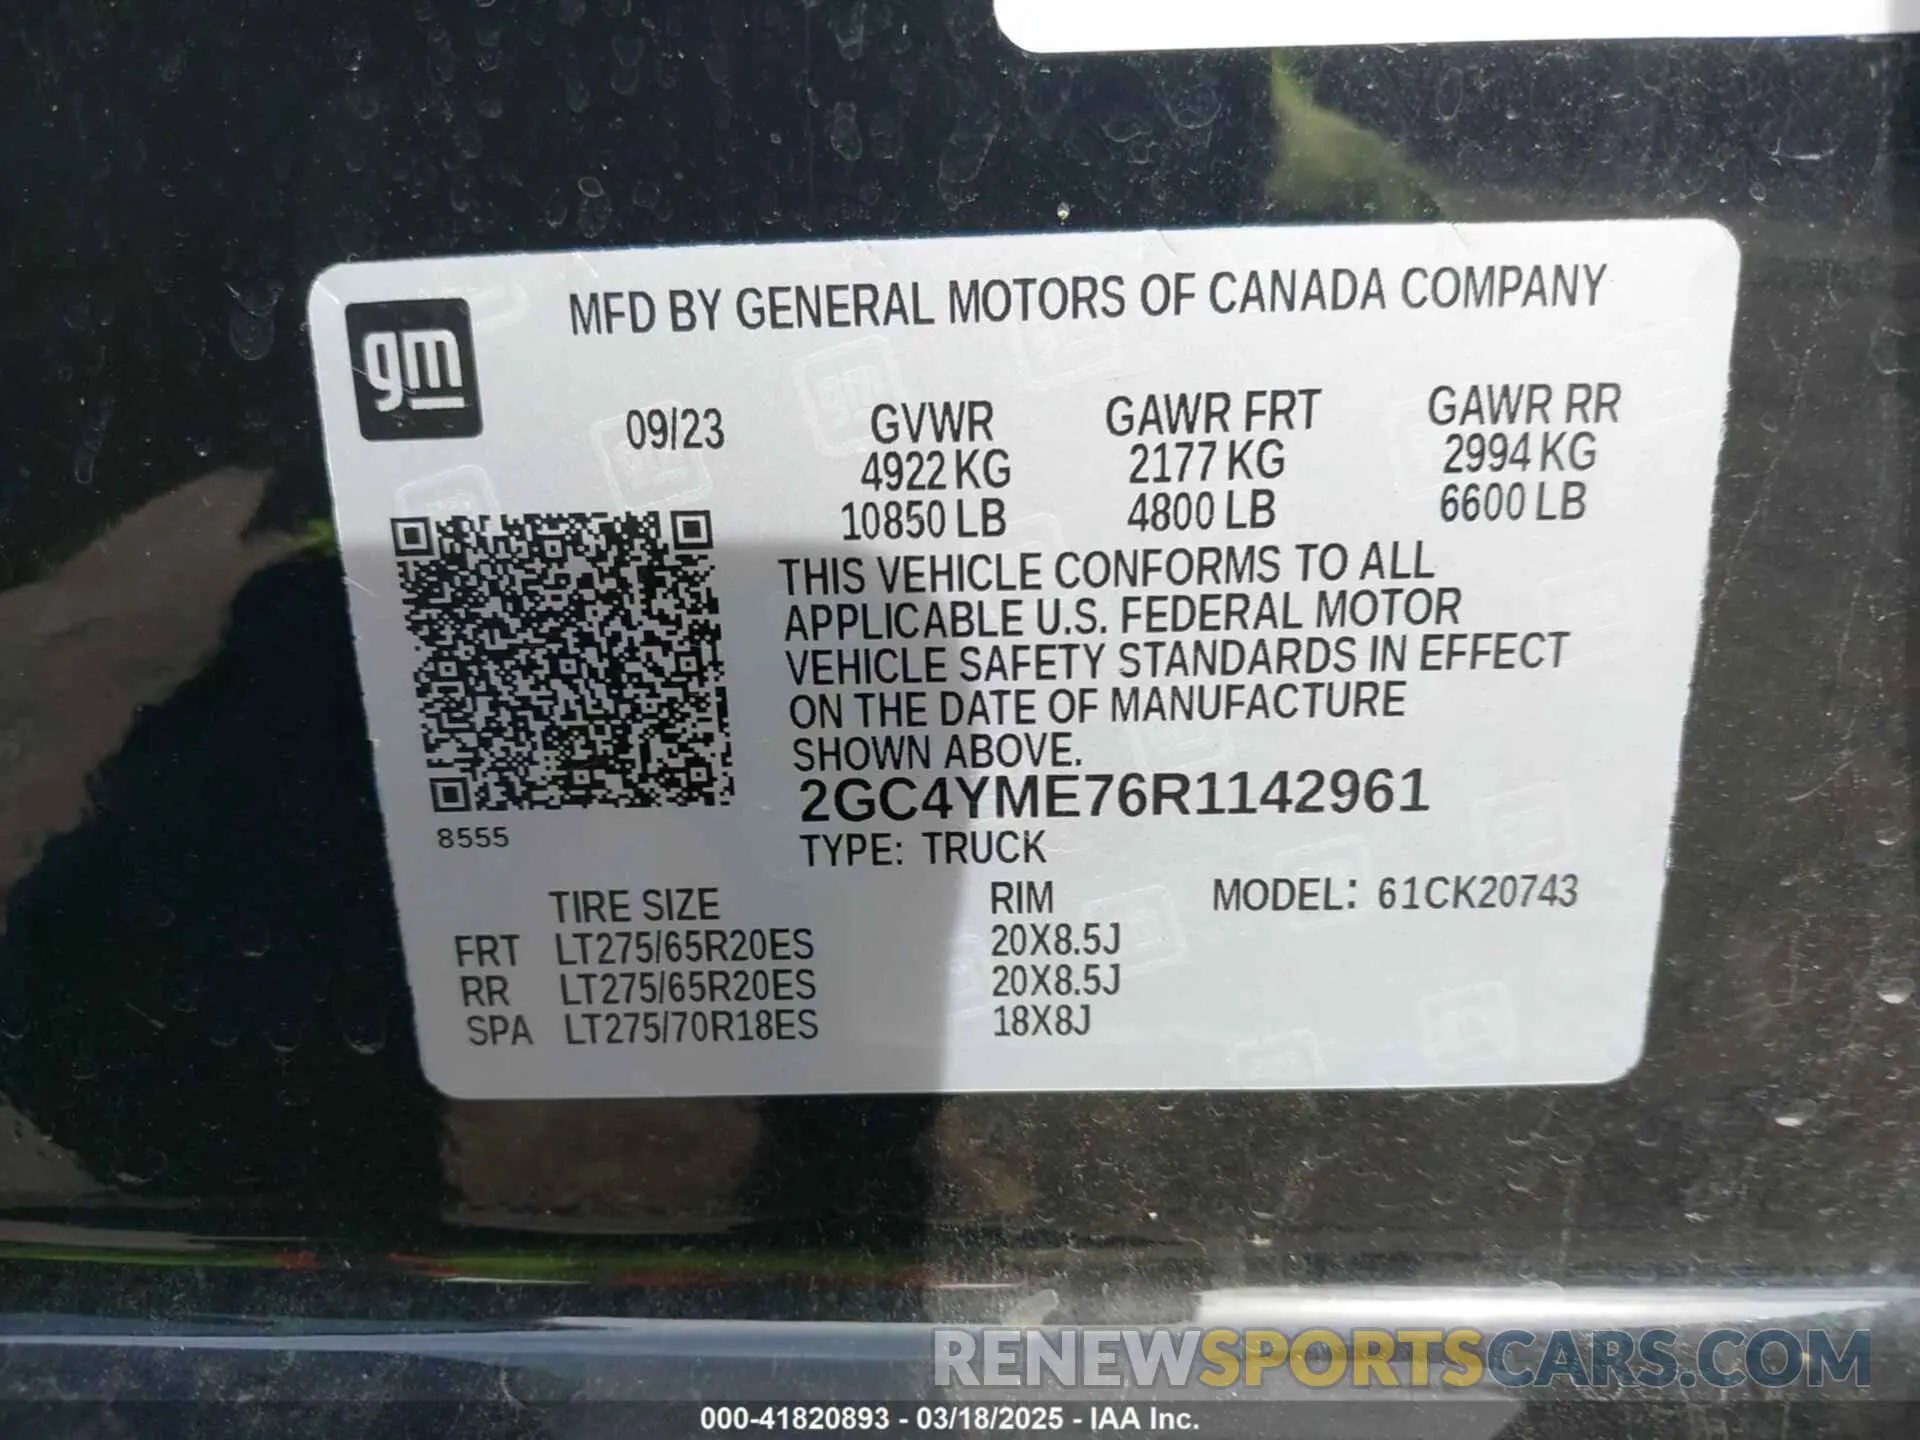 MFD BY GENERAL MOTORS OF CANADA COMPANY
gm
09/23 GVWR GAWR FRT GAWR RR
4922 KG 2177 KG 2994 KG
10850 LB 4800 LB 6600 LB
THIS VEHICLE CONFORMS TO ALL
APPLICABLE U.S. FEDERAL MOTOR
VEHICLE SAFETY STANDARDS IN EFFECT
ON THE DATE OF MANUFACTURE
SHOWN ABOVE.
2GC4YME76R1142961
8555
TYPE: TRUCK
TIRE SIZE RIM MODEL: 61CK20743
FRT LT275/65R20ES 20X8.5J
RR LT275/65R20ES 20X8.5J
SPA LT275/70R18ES 18X8J
RENEWSPORTSCARS.COM
000-41820893 - 03/18/2025 - IAA Inc.